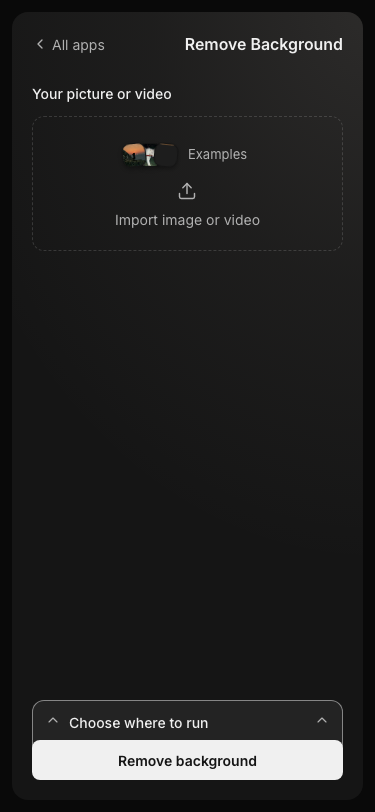 All apps
Remove Background
Your picture or video
Examples
Import image or video
Choose where to run
Remove background